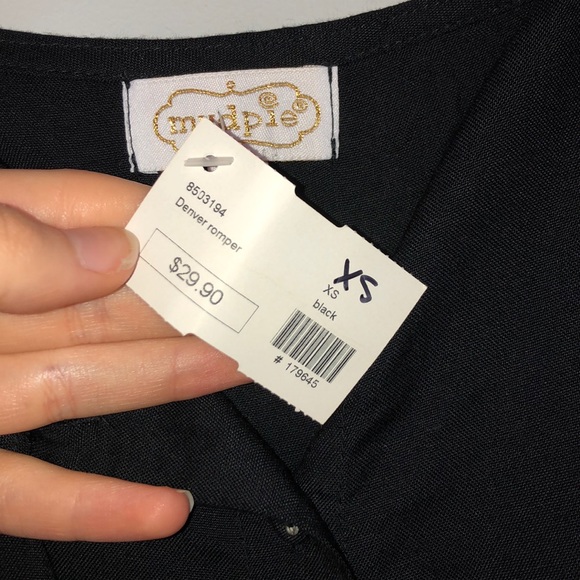 mudpie
8503194
Denver romper
$29.90
XS
XS
black
# 179645